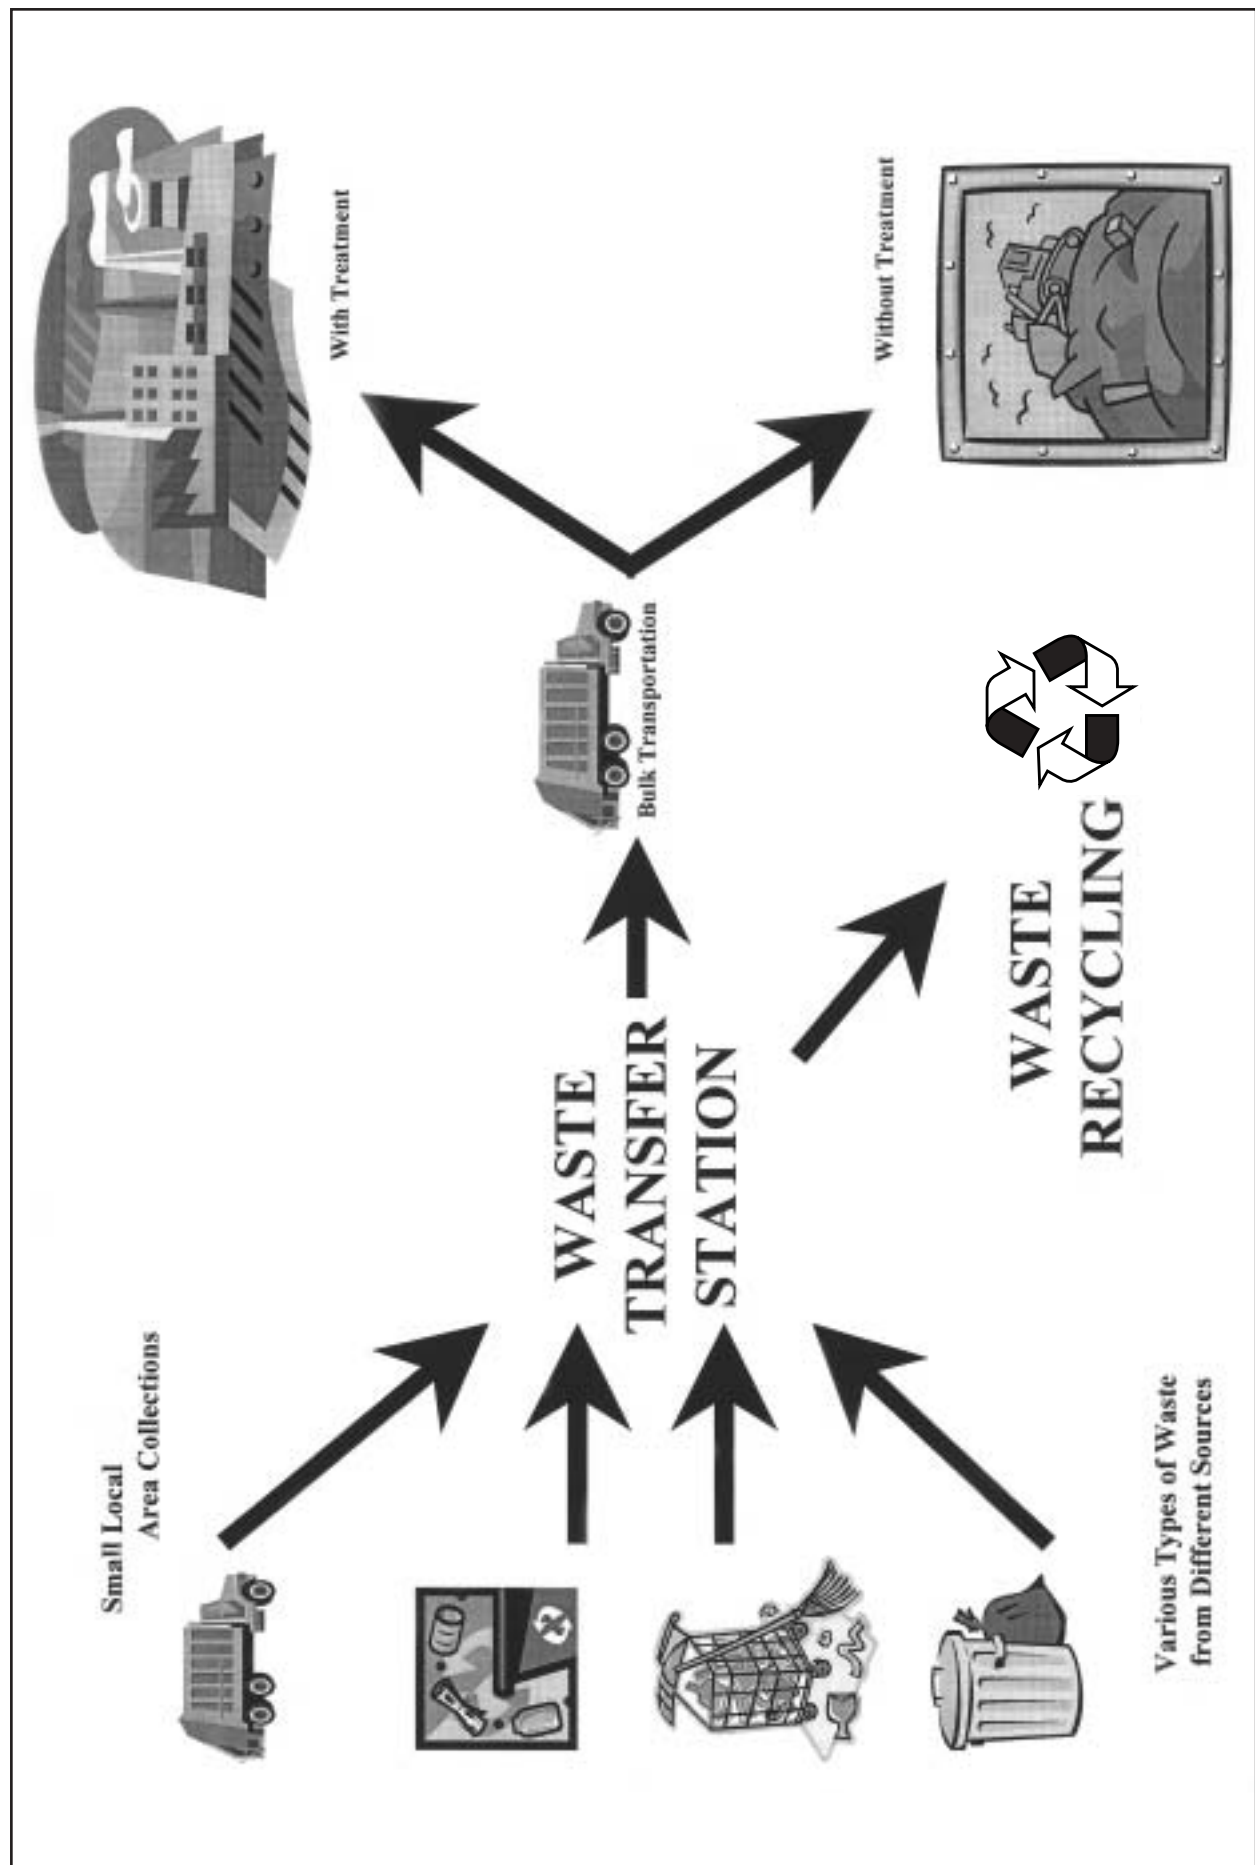 Small Local
Area Collections
Various Types of Waste
from Different Sources
WASTE
TRANSFER
STATION
WASTE
RECYCLING
Bulk Transportation
With Treatment
Without Treatment